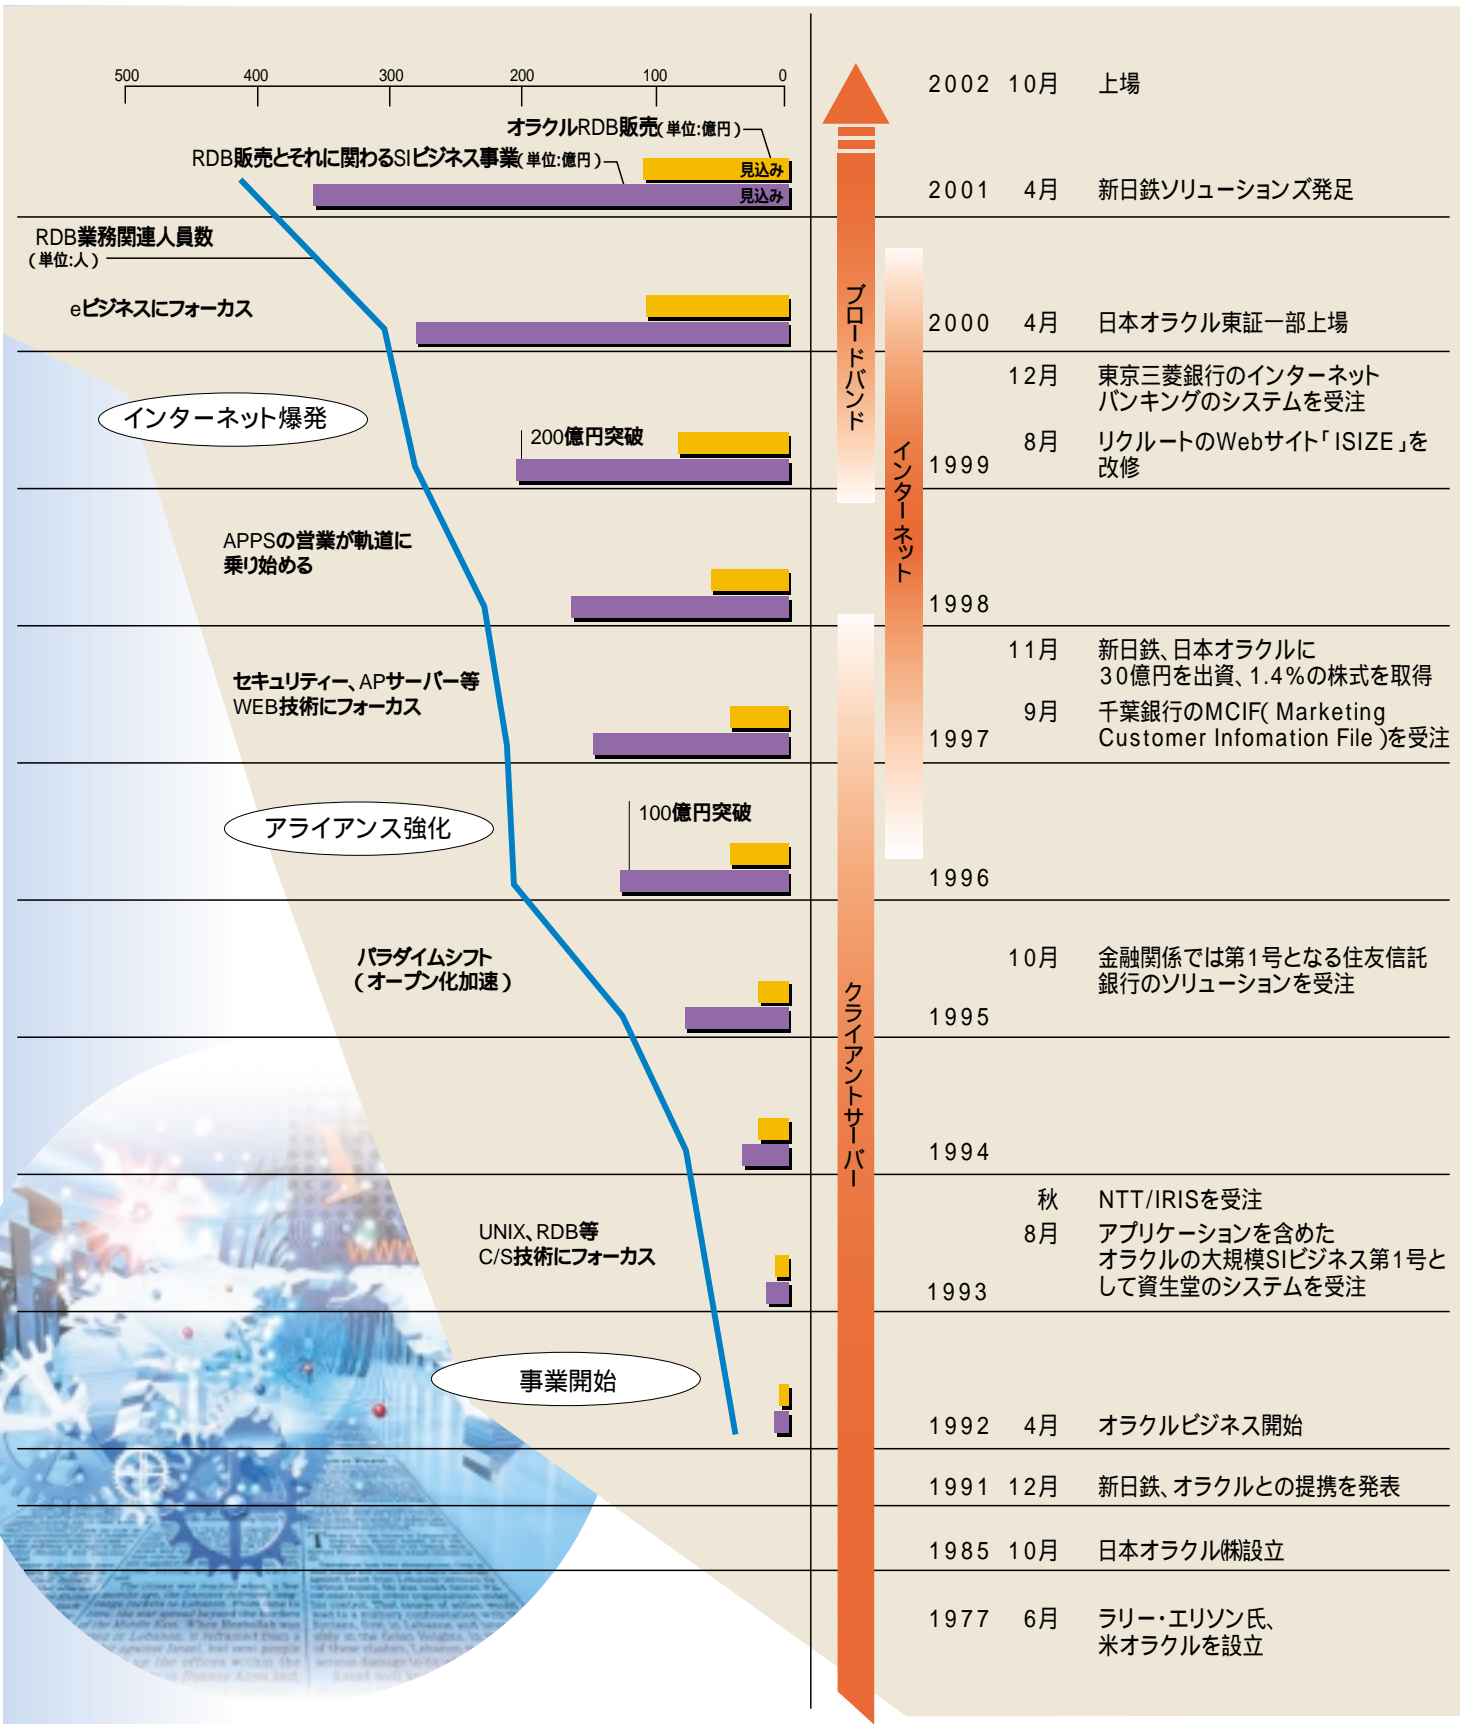 500 400 300 200 100 0
2002 10月 上場
オラクルRDB販売(単位:億円)
RDB販売とそれに関わるSIビジネス事業(単位:億円)
見込み
見込み
2001 4月 新日鉄ソリューションズ発足
RDB業務関連人員数
(単位:人)
eビジネスにフォーカス
2000 4月 日本オラクル東証一部上場
ブロードバンド
12月 東京三菱銀行のインターネット
バンキングのシステムを受注
インターネット爆発
200億円突破
8月 リクルートのWebサイト「ISIZE」を
1999 改修
インターネット
APPSの営業が軌道に
乗り始める
1998
11月 新日鉄、日本オラクルに
30億円を出資、1.4%の株式を取得
セキュリティー、APサーバー等
WEB技術にフォーカス
9月 千葉銀行のMCIF(Marketing
1997 Customer Infomation File)を受注
100億円突破
アライアンス強化
1996
パラダイムシフト
(オープン化加速)
10月 金融関係では第1号となる住友信託
銀行のソリューションを受注
1995
クライアントサーバー
1994
秋 NTT/IRISを受注
UNIX、RDB等
C/S技術にフォーカス
8月 アプリケーションを含めた
オラクルの大規模SIビジネス第1号と
1993 して資生堂のシステムを受注
事業開始
1992 4月 オラクルビジネス開始
1991 12月 新日鉄、オラクルとの提携を発表
1985 10月 日本オラクル㈱設立
1977 6月 ラリー・エリソン氏、
米オラクルを設立